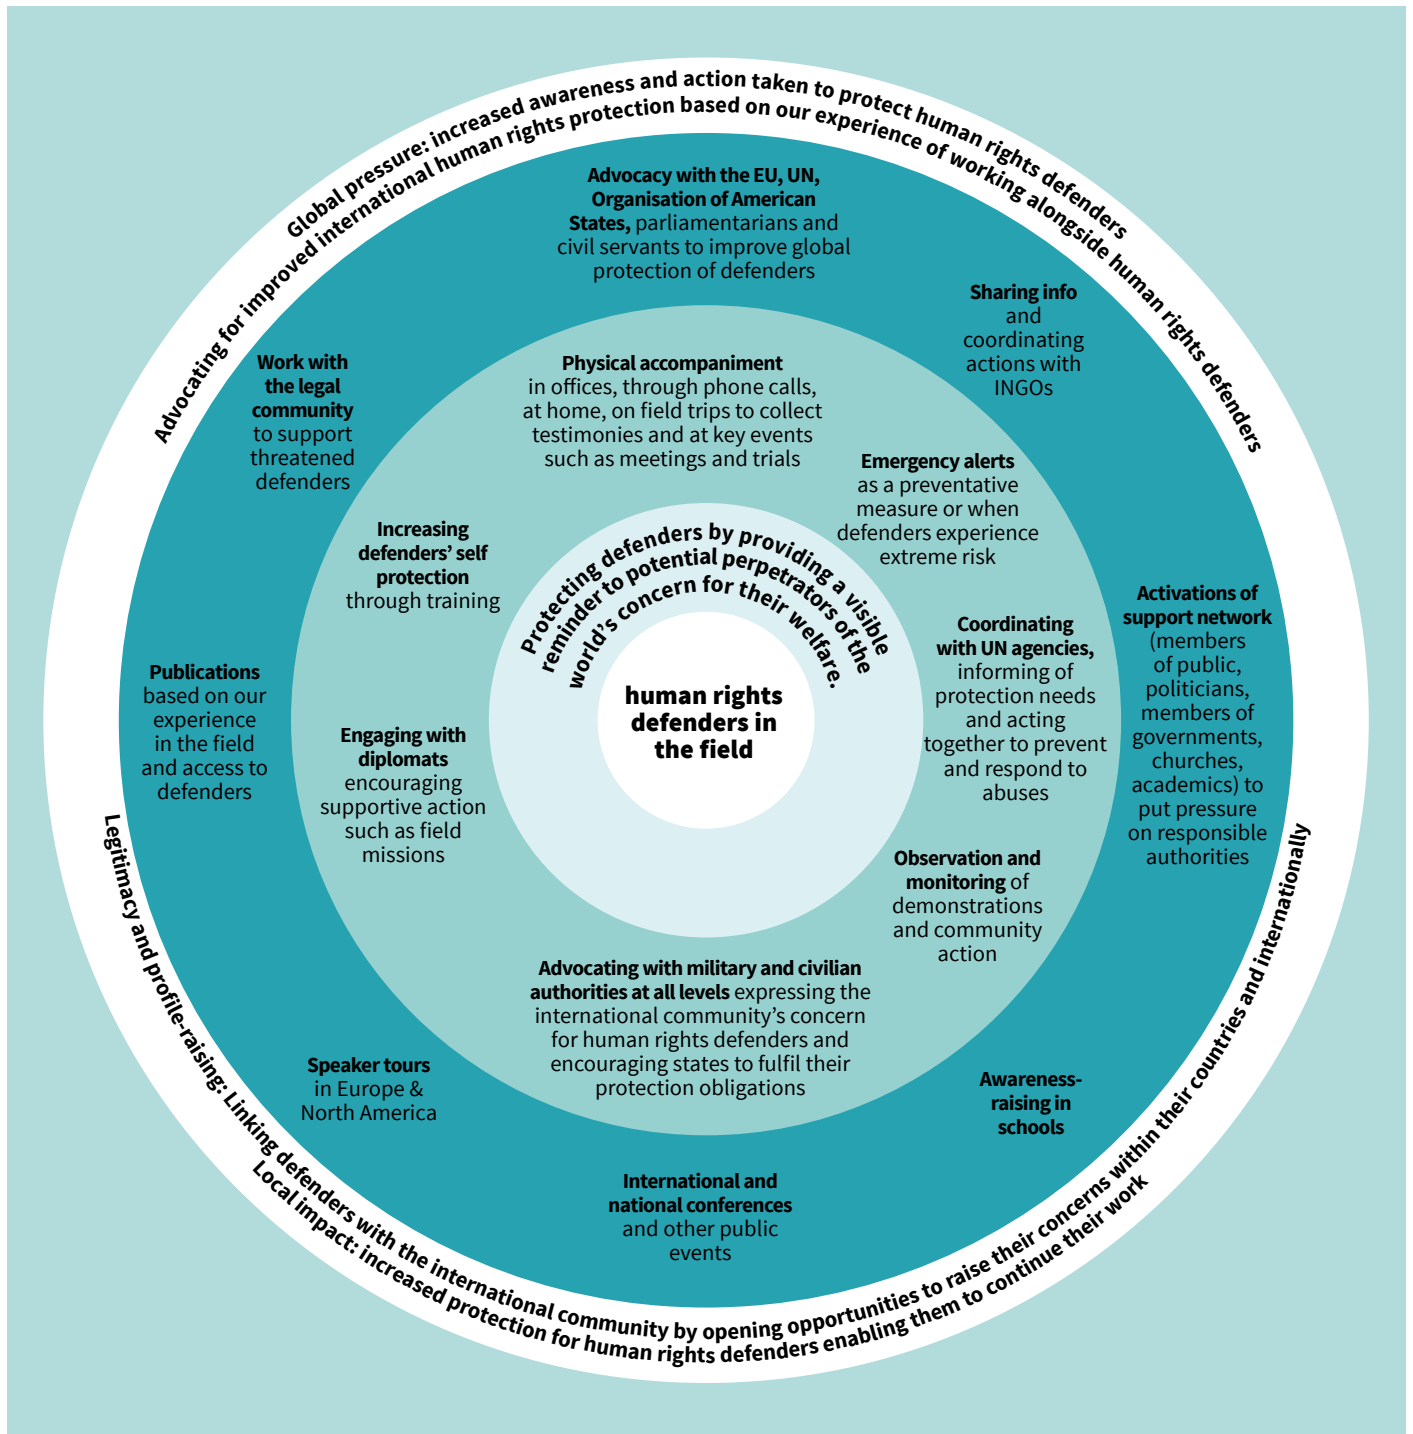 Global pressure: increased awareness and action taken to protect human rights defenders
Advocating for improved international human rights protection based on our experience of working alongside human rights defenders
Advocacy with the EU, UN,
Organisation of American
States, parliamentarians and
civil servants to improve global
protection of defenders
Sharing info
and
coordinating
actions with
INGOs
Work with
the legal
community
to support
threatened
defenders
Physical accompaniment
in offices, through phone calls,
at home, on field trips to collect
testimonies and at key events
such as meetings and trials
Emergency alerts
as a preventative
measure or when
defenders experience
extreme risk
Increasing
defenders’ self
protection
through training
Protecting defenders by providing a visible
reminder to potential perpetrators of the
world’s concern for their welfare.
human rights
defenders in
the field
Coordinating
with UN agencies,
informing of
protection needs
and acting
together to prevent
and respond to
abuses
Activations of
support network
(members
of public,
politicians,
members of
governments,
churches,
academics) to
put pressure
on responsible
authorities
Publications
based on our
experience
in the field
and access to
defenders
Engaging with
diplomats
encouraging
supportive action
such as field
missions
Observation and
monitoring of
demonstrations
and community
action
Advocating with military and civilian
authorities at all levels expressing the
international community’s concern
for human rights defenders and
encouraging states to fulfil their
protection obligations
Speaker tours
in Europe &
North America
Awareness-
raising in
schools
International and
national conferences
and other public
events
Legitimacy and profile-raising: Linking defenders with the international community by opening opportunities to raise their concerns within their countries and internationally
Local impact: increased protection for human rights defenders enabling them to continue their work